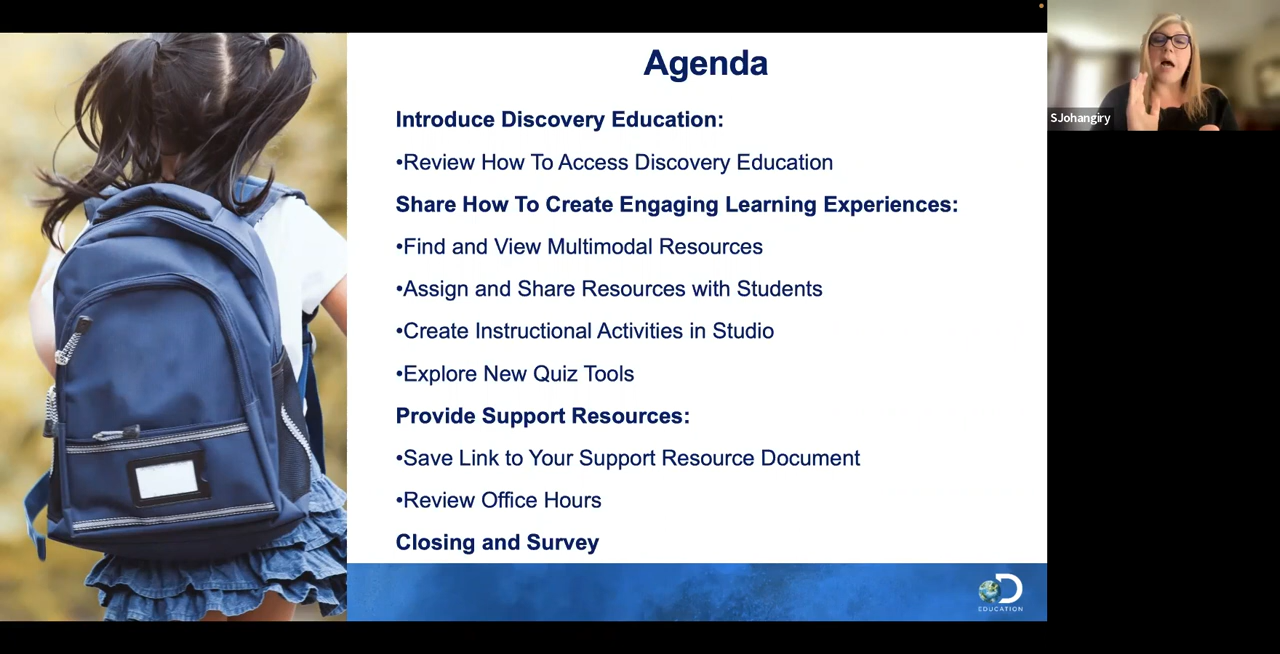 Agenda
Introduce Discovery Education:
•Review How To Access Discovery Education
Share How To Create Engaging Learning Experiences:
•Find and View Multimodal Resources
•Assign and Share Resources with Students
•Create Instructional Activities in Studio
•Explore New Quiz Tools
Provide Support Resources:
•Save Link to Your Support Resource Document
•Review Office Hours
Closing and Survey
D
EDUCATION
SJohangiry